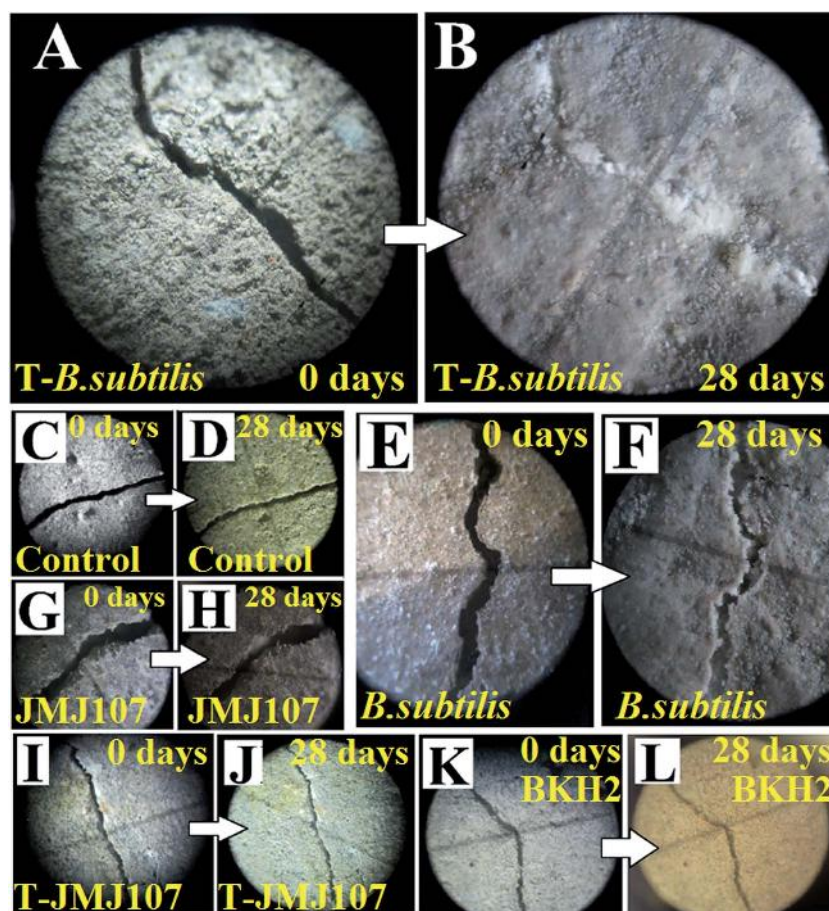 A
B
T-B.subtilis 0 days
T-B.subtilis 28 days
C 0 days
D 28 days
Control
Control
E 0 days
F 28 days
B.subtilis
B.subtilis
G 0 days
H 28 days
JMJ107
JMJ107
I 0 days
J 28 days
T-JMJ107
T-JMJ107
K 0 days
BKH2
L 28 days
BKH2